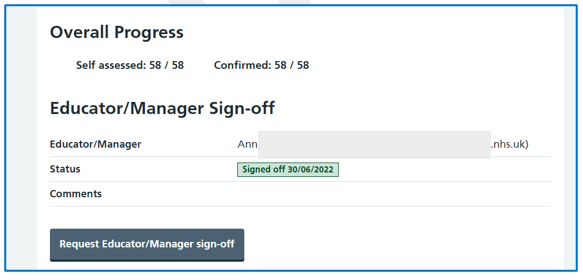 Overall Progress
Self assessed: 58 / 58 Confirmed: 58 / 58
Educator/Manager Sign-off
Educator/Manager Ann .nhs.uk)
Status Signed off 30/06/2022
Comments
Request Educator/Manager sign-off